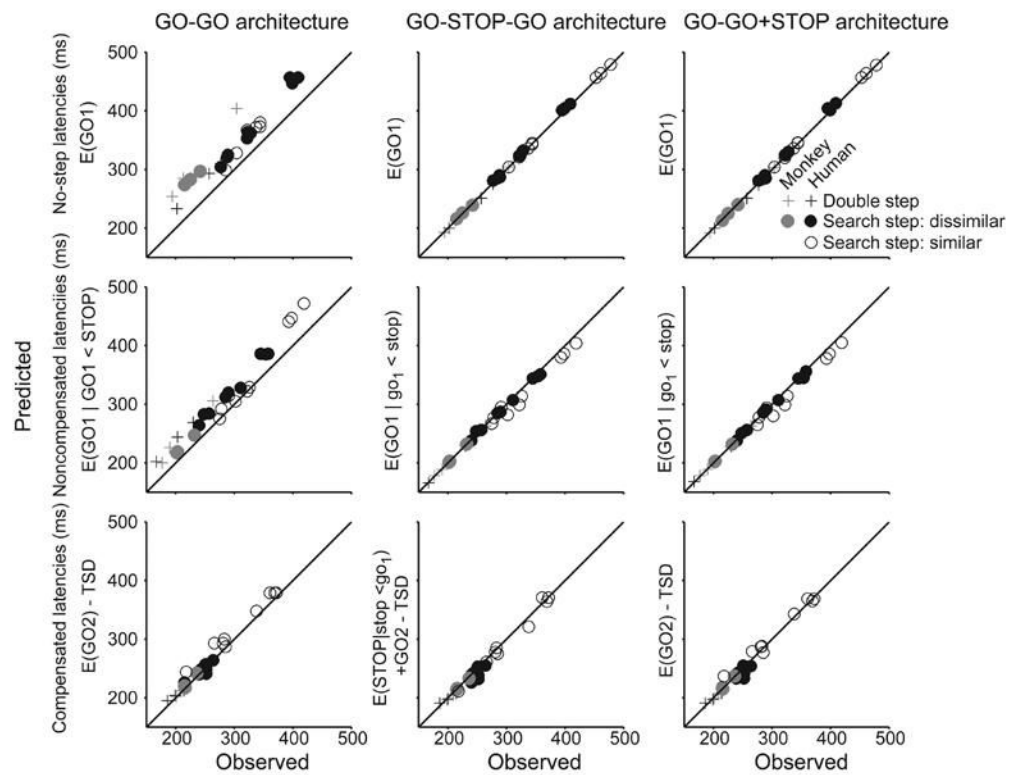 GO-GO architecture
GO-STOP-GO architecture
GO-GO+STOP architecture
Predicted
No-step latencies (ms)
E(GO1)
500
400
300
200
E(GO1)
E(GO1)
Monkey
Human
Double step
Search step: dissimilar
Search step: similar
Noncompensated latenciies (ms)
E(GO1 | GO1 < STOP)
500
400
300
200
E(GO1 | go1 < stop)
E(GO1 | go1 < stop)
Compensated latencies (ms)
E(GO2) - TSD
500
400
300
200
E(STOP|stop <go1)
+GO2 - TSD
E(GO2) - TSD
200 300 400 500
200 300 400 500
200 300 400 500
Observed
Observed
Observed